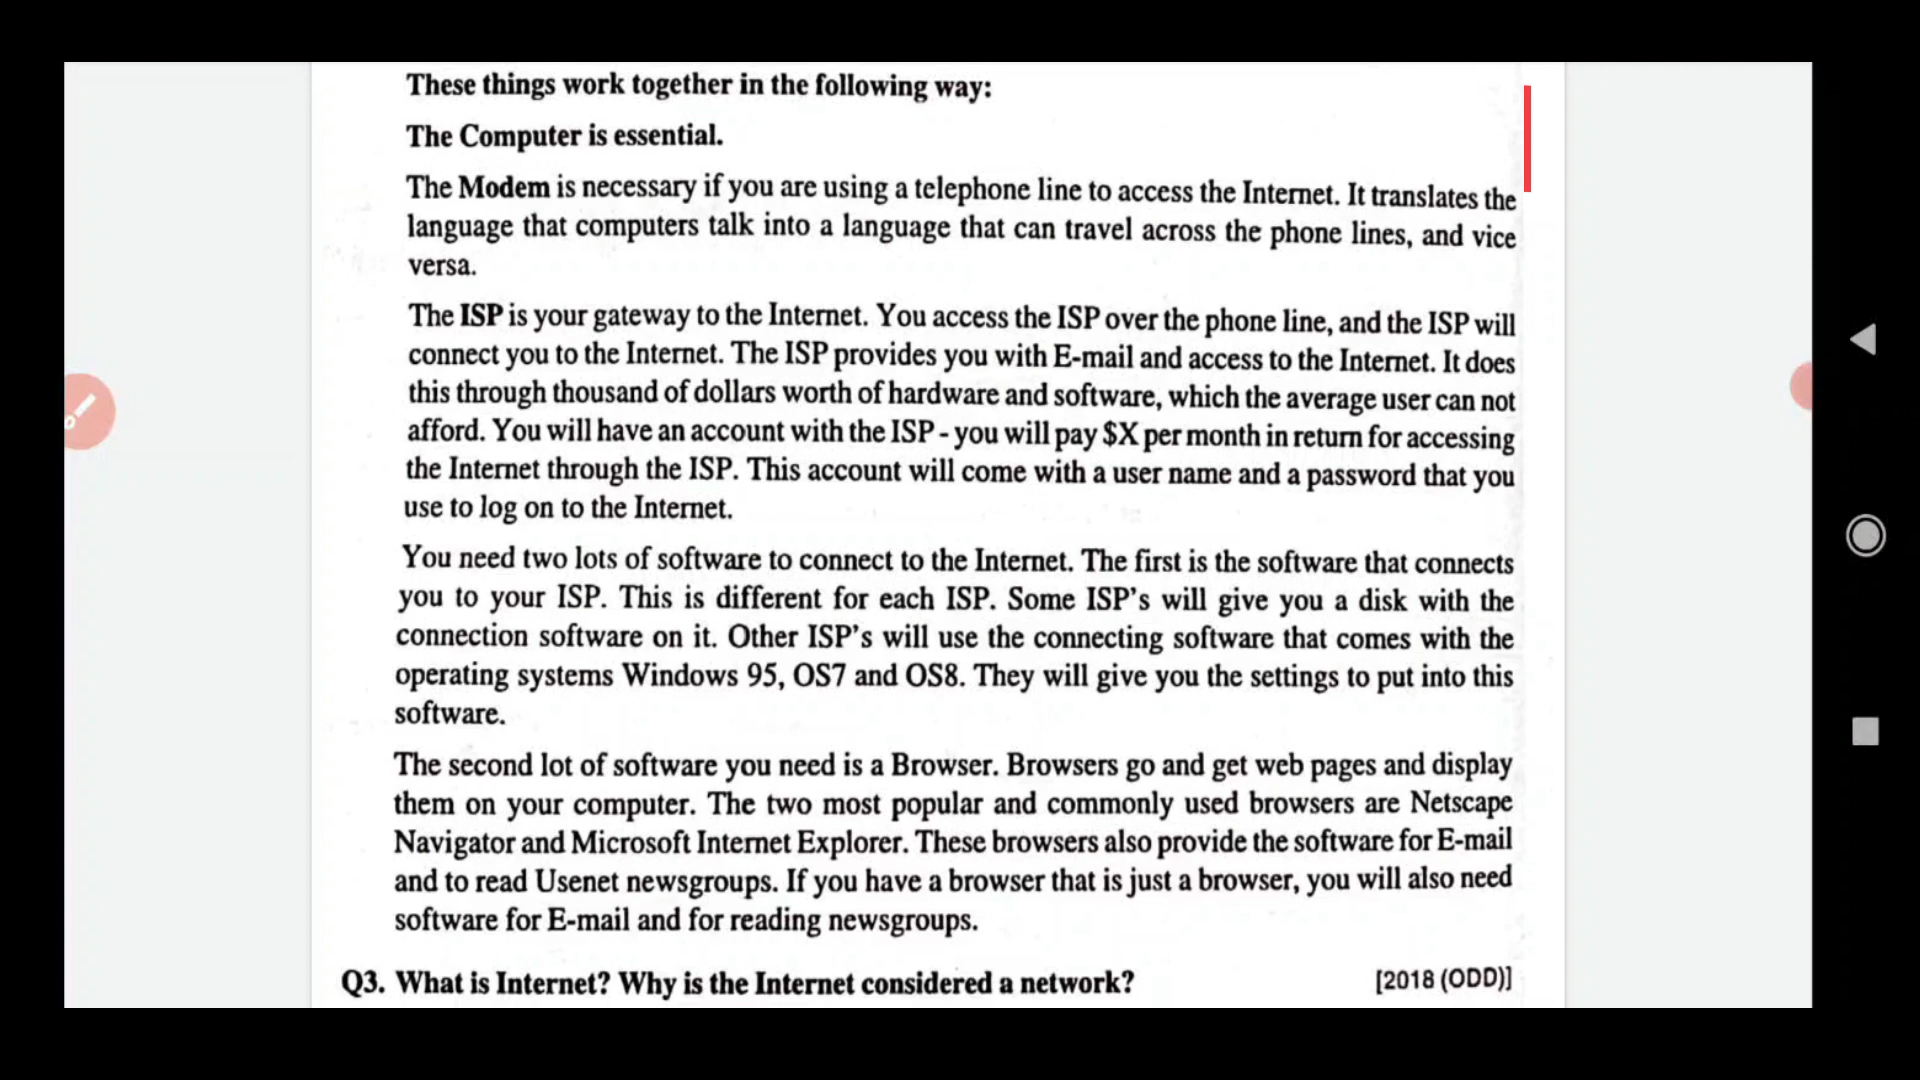 These things work together in the following way:
The Computer is essential.
The Modem is necessary if you are using a telephone line to access the Internet. It translates the
language that computers talk into a language that can travel across the phone lines, and vice
versa.
The ISP is your gateway to the Internet. You access the ISP over the phone line, and the ISP will
connect you to the Internet. The ISP provides you with E-mail and access to the Internet. It does
this through thousand of dollars worth of hardware and software, which the average user can not
afford. You will have an account with the ISP - you will pay $X per month in return for accessing
the Internet through the ISP. This account will come with a user name and a password that you
use to log on to the Internet.
You need two lots of software to connect to the Internet. The first is the software that connects
you to your ISP. This is different for each ISP. Some ISP's will give you a disk with the
connection software on it. Other ISP's will use the connecting software that comes with the
operating systems Windows 95, OS7 and OS8. They will give you the settings to put into this
software.
The second lot of software you need is a Browser. Browsers go and get web pages and display
them on your computer. The two most popular and commonly used browsers are Netscape
Navigator and Microsoft Internet Explorer. These browsers also provide the software for E-mail
and to read Usenet newsgroups. If you have a browser that is just a browser, you will also need
software for E-mail and for reading newsgroups.
Q3. What is Internet? Why is the Internet considered a network? [2018 (ODD)]